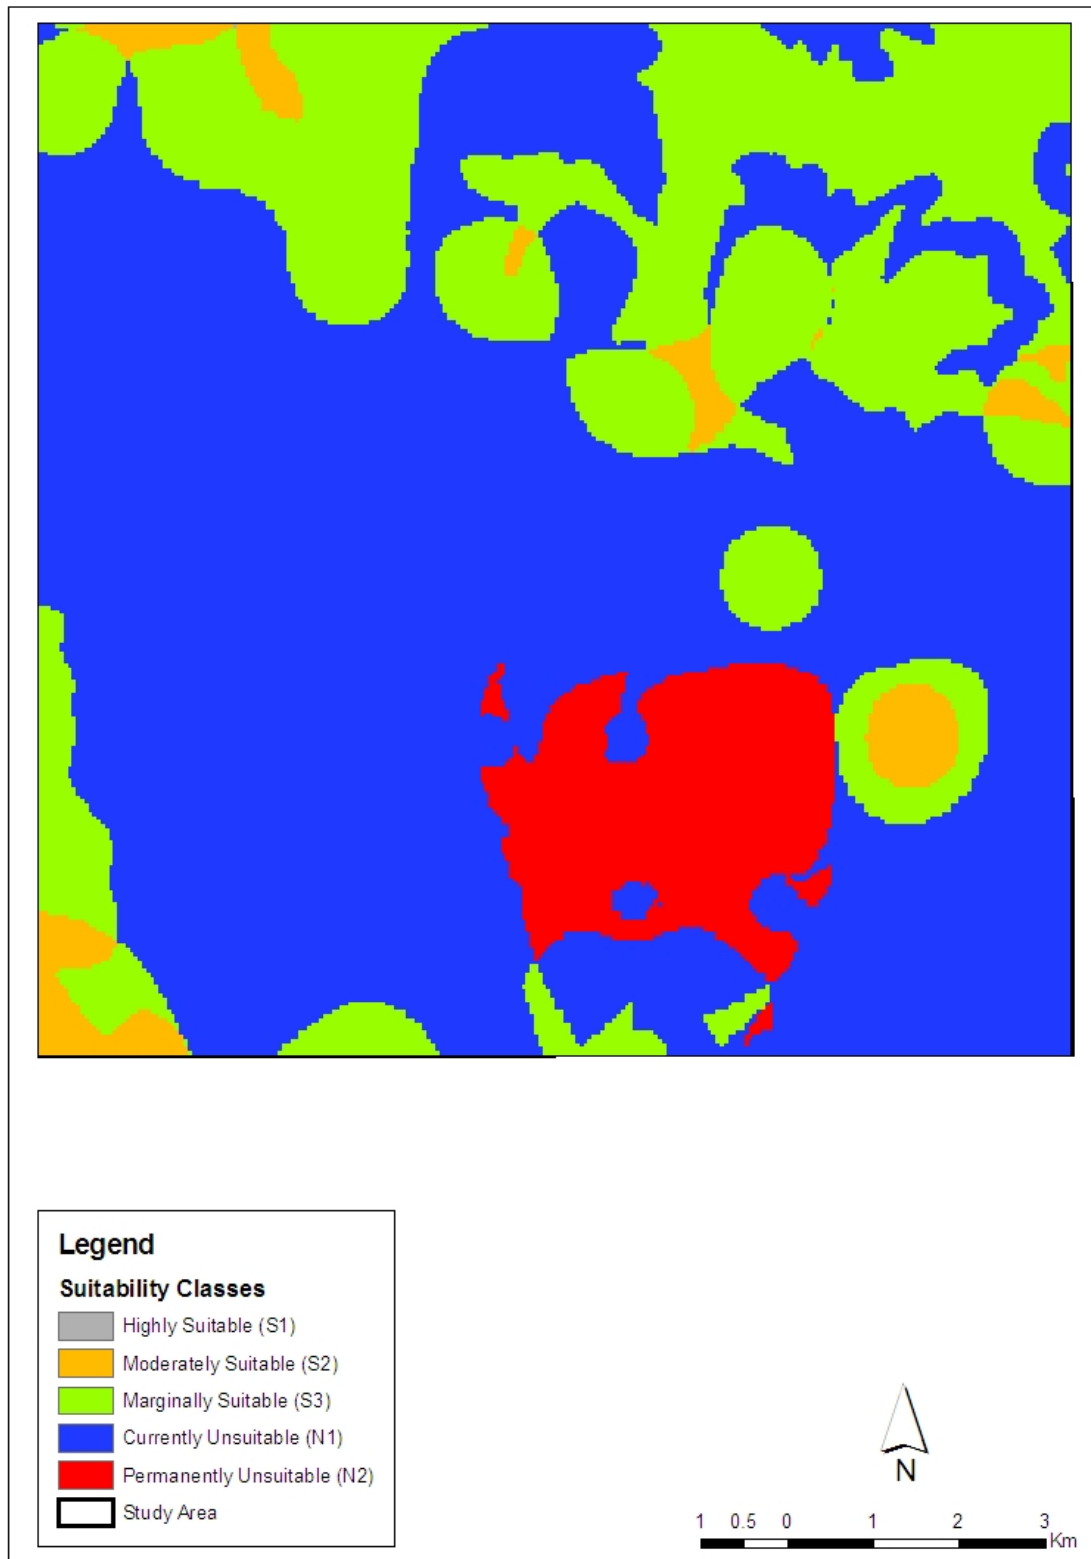 Legend
Suitability Classes
Highly Suitable (S1)
Moderately Suitable (S2)
Marginally Suitable (S3)
Currently Unsuitable (N1)
Permanently Unsuitable (N2)
Study Area
N
1 0.5 0 1 2 3
Km